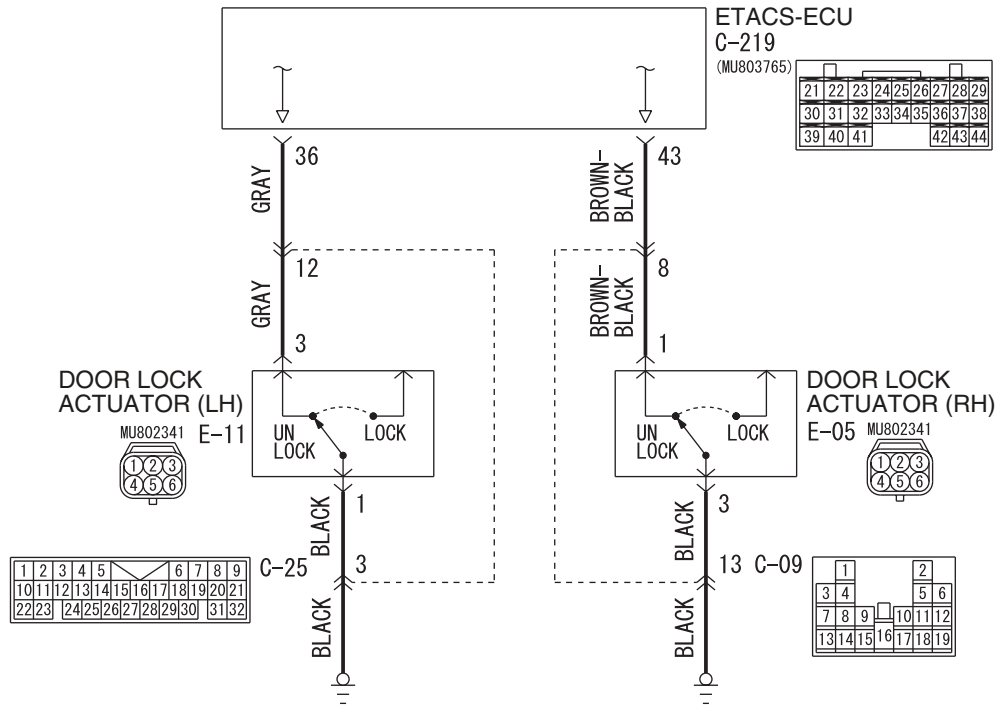 ETACS-ECU
C-219
(MU803765)
21 22 23 24 25 26 27 28 29
30 31 32 33 34 35 36 37 38
39 40 41 42 43 44
36
43
GRAY
BROWN-
BLACK
12
8
GRAY
BROWN-
BLACK
3
1
DOOR LOCK
ACTUATOR (LH)
MU802341
E-11
1 2 3
4 5 6
UN
LOCK
LOCK
DOOR LOCK
ACTUATOR (RH)
E-05
MU802341
1 2 3
4 5 6
UN
LOCK
LOCK
1
3
BLACK
BLACK
3
C-25
1 2 3 4 5 6 7 8 9
10 11 12 13 14 15 16 17 18 19 20 21
22 23 24 25 26 27 28 29 30 31 32
13
C-09
1 2
3 4 5 6
7 8 9 10 11 12
13 14 15 16 17 18 19
BLACK
BLACK